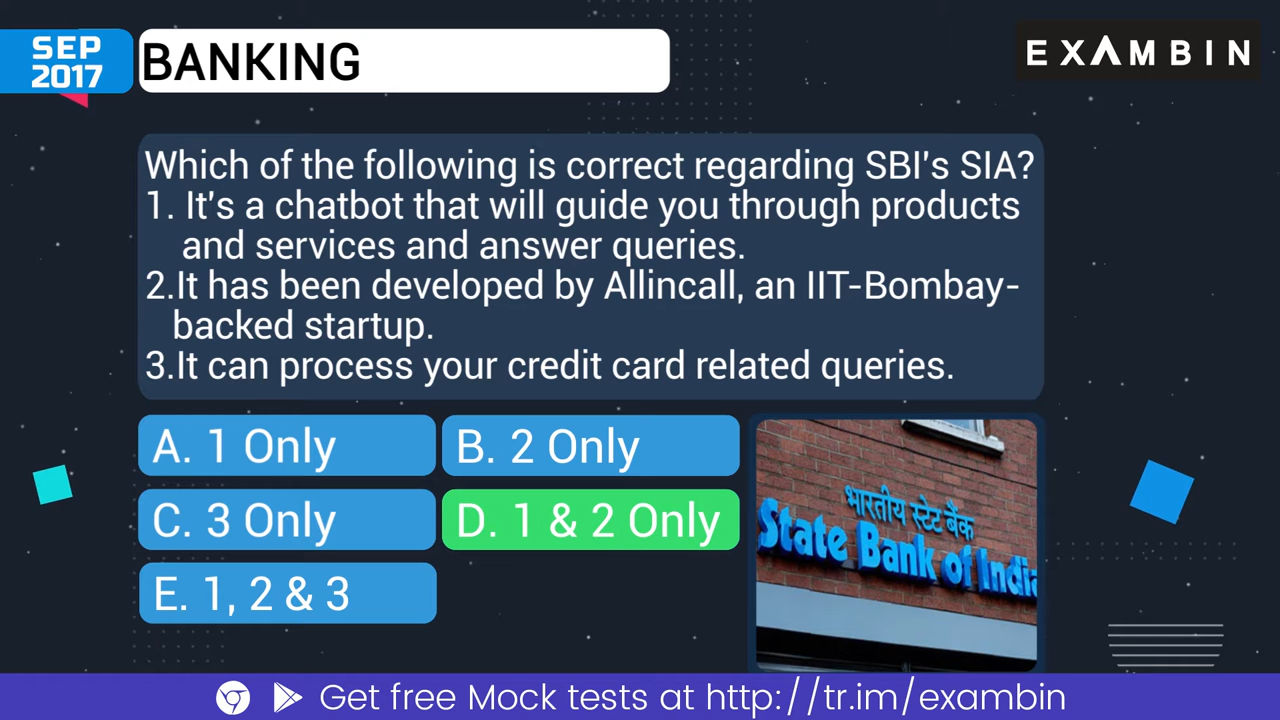 SEP
2017
BANKING
EXAMBIN
Which of the following is correct regarding SBI's SIA?
1. It's a chatbot that will guide you through products
and services and answer queries.
2.It has been developed by Allincall, an IIT-Bombay-
backed startup.
3.It can process your credit card related queries.
A. 1 Only
B. 2 Only
C. 3 Only
D. 1 & 2 Only
E. 1, 2 & 3
भारतीय स्टेट बैंक
State Bank of India
Get free Mock tests at http://tr.im/exambin